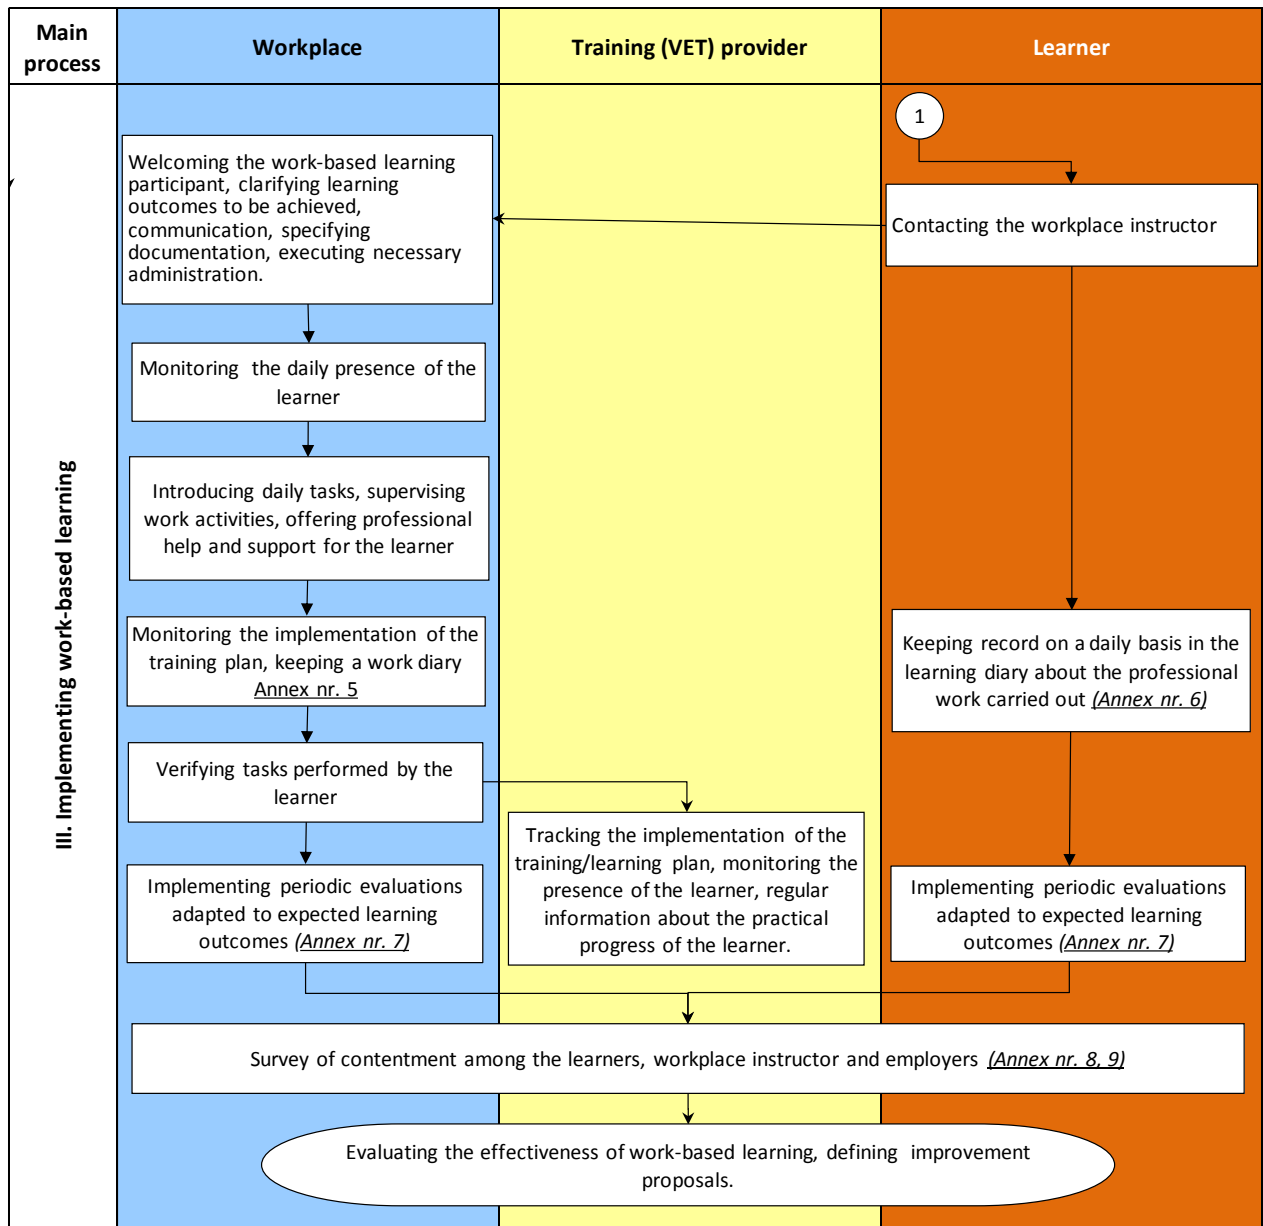 Main
process
Workplace
Training (VET) provider
Learner
III. Implementing work-based learning
1
Welcoming the work-based learning
participant, clarifying learning
outcomes to be achieved,
communication, specifying
documentation, executing necessary
administration.
Contacting the workplace instructor
Monitoring the daily presence of the
learner
Introducing daily tasks, supervising
work activities, offering professional
help and support for the learner
Monitoring the implementation of the
training plan, keeping a work diary
Annex nr. 5
Keeping record on a daily basis in the
learning diary about the professional
work carried out (Annex nr. 6)
Verifying tasks performed by the
learner
Tracking the implementation of the
training/learning plan, monitoring the
presence of the learner, regular
information about the practical
progress of the learner.
Implementing periodic evaluations
adapted to expected learning
outcomes (Annex nr. 7)
Implementing periodic evaluations
adapted to expected learning
outcomes (Annex nr. 7)
Survey of contentment among the learners, workplace instructor and employers (Annex nr. 8, 9)
Evaluating the effectiveness of work-based learning, defining improvement
proposals.